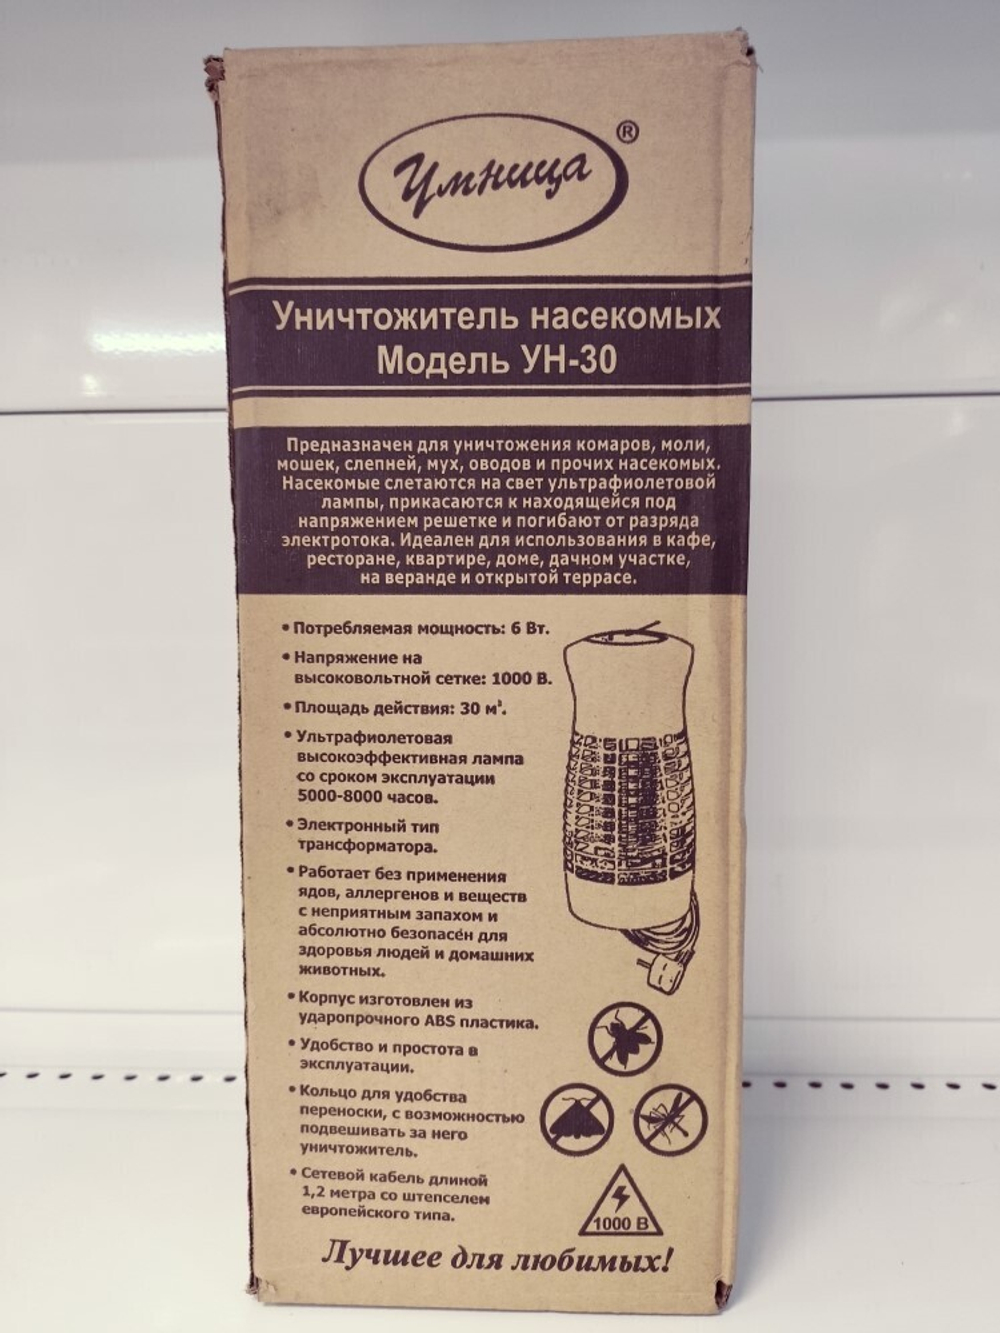 Умница ®
Уничтожитель насекомых
Модель УН-30
Предназначен для уничтожения комаров, моли,
мошек, слепней, мух, оводов и прочих насекомых.
Насекомые слетаются на свет ультрафиолетовой
лампы, прикасаются к находящейся под
напряжением решетке и погибают от разряда
электротока. Идеален для использования в кафе,
ресторане, квартире, доме, дачном участке,
на веранде и открытой террасе.
• Потребляемая мощность: 6 Вт.
• Напряжение на
высоковольтной сетке: 1000 В.
• Площадь действия: 30 м².
• Ультрафиолетовая
высокоэффективная лампа
со сроком эксплуатации
5000-8000 часов.
• Электронный тип
трансформатора.
• Работает без применения
ядов, аллергенов и веществ
с неприятным запахом и
абсолютно безопасен для
здоровья людей и домашних
животных.
• Корпус изготовлен из
ударопрочного ABS пластика.
• Удобство и простота в
эксплуатации.
• Кольцо для удобства
переноски, с возможностью
подвешивать за него
уничтожитель.
• Сетевой кабель длиной
1,2 метра со штепселем
европейского типа.
1000 В
Лучшее для любимых!